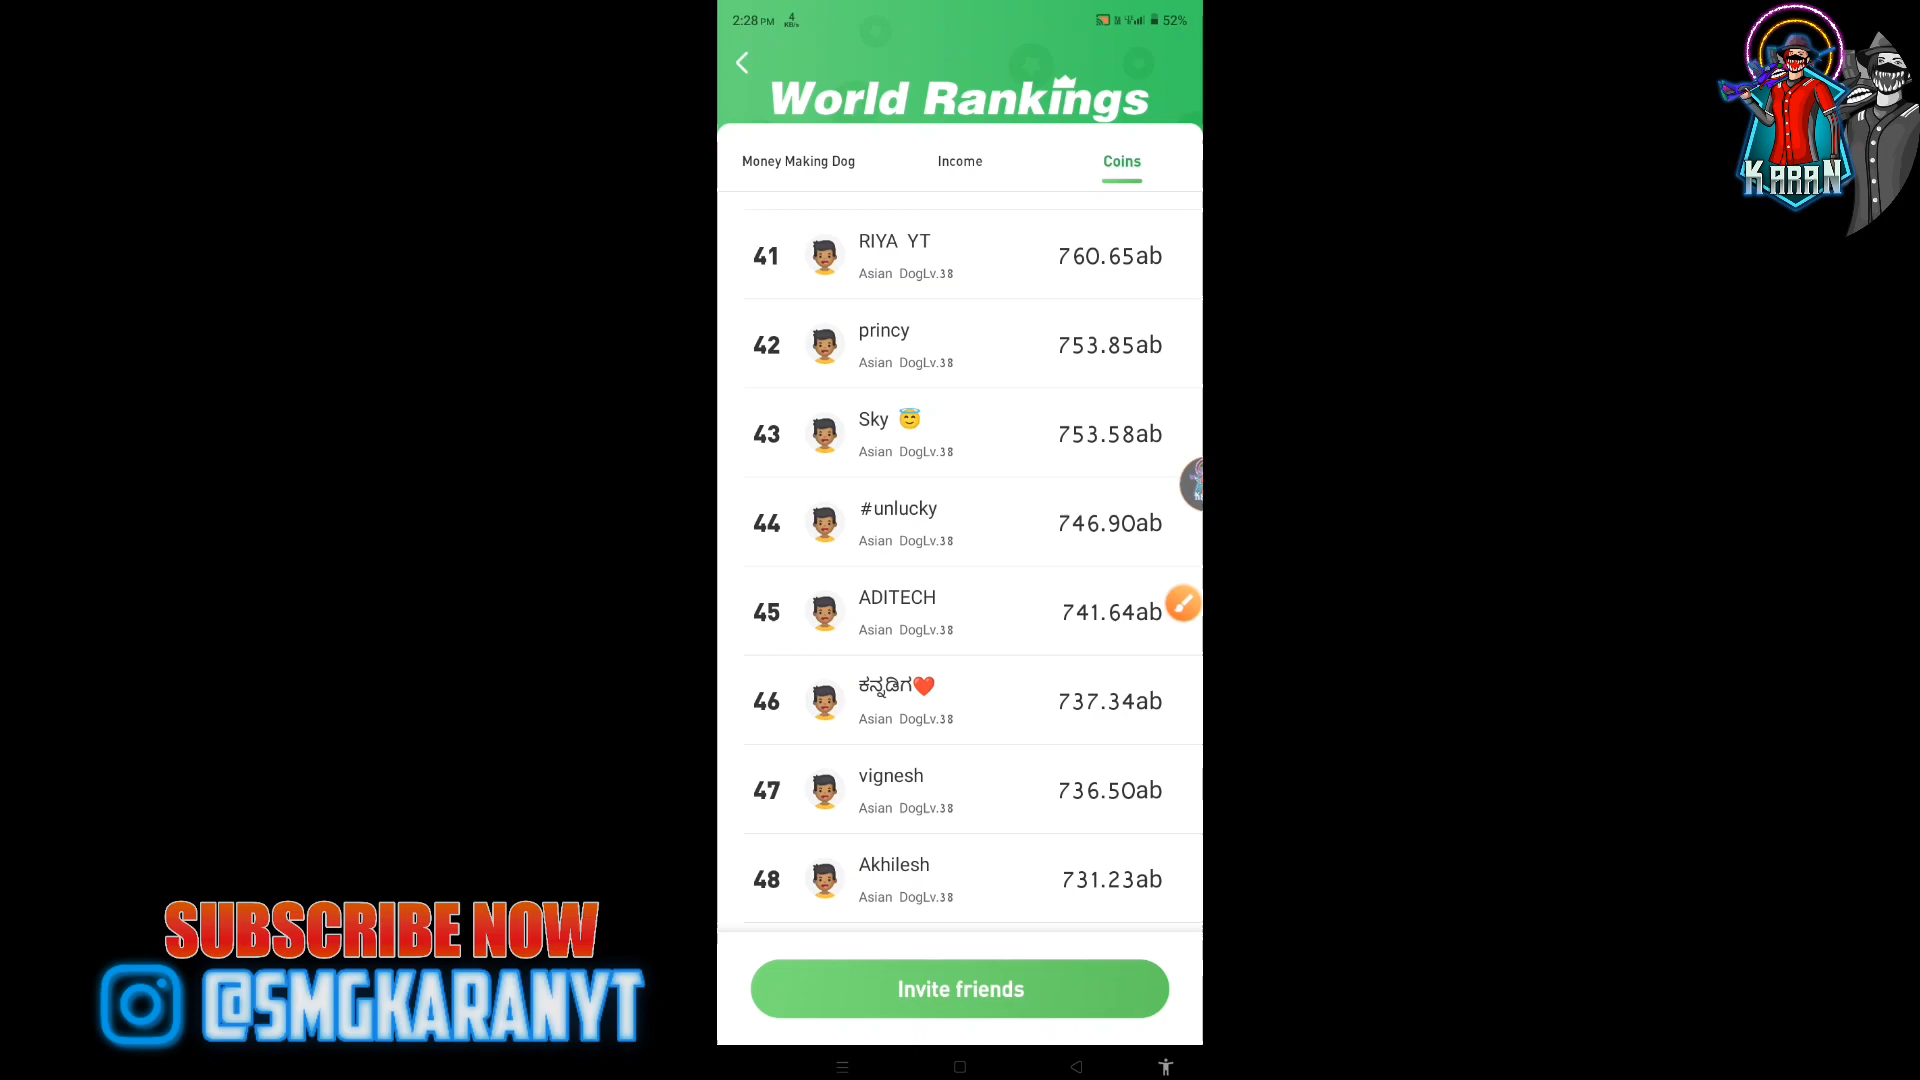 2:28 PM 4 KB/s 52%
World Rankings
Money Making Dog Income Coins
41 RIYA YT 760.65ab
Asian DogLv.38
42 princy 753.85ab
Asian DogLv.38
43 Sky 😇 753.58ab
Asian DogLv.38
44 #unlucky 746.90ab
Asian DogLv.38
45 ADITECH 741.64ab
Asian DogLv.38
46 ಕನ್ನಡಿಗ❤️ 737.34ab
Asian DogLv.38
47 vignesh 736.50ab
Asian DogLv.38
48 Akhilesh 731.23ab
Asian DogLv.38
Invite friends
KARAN
SUBSCRIBE NOW
@SMGKARANYT